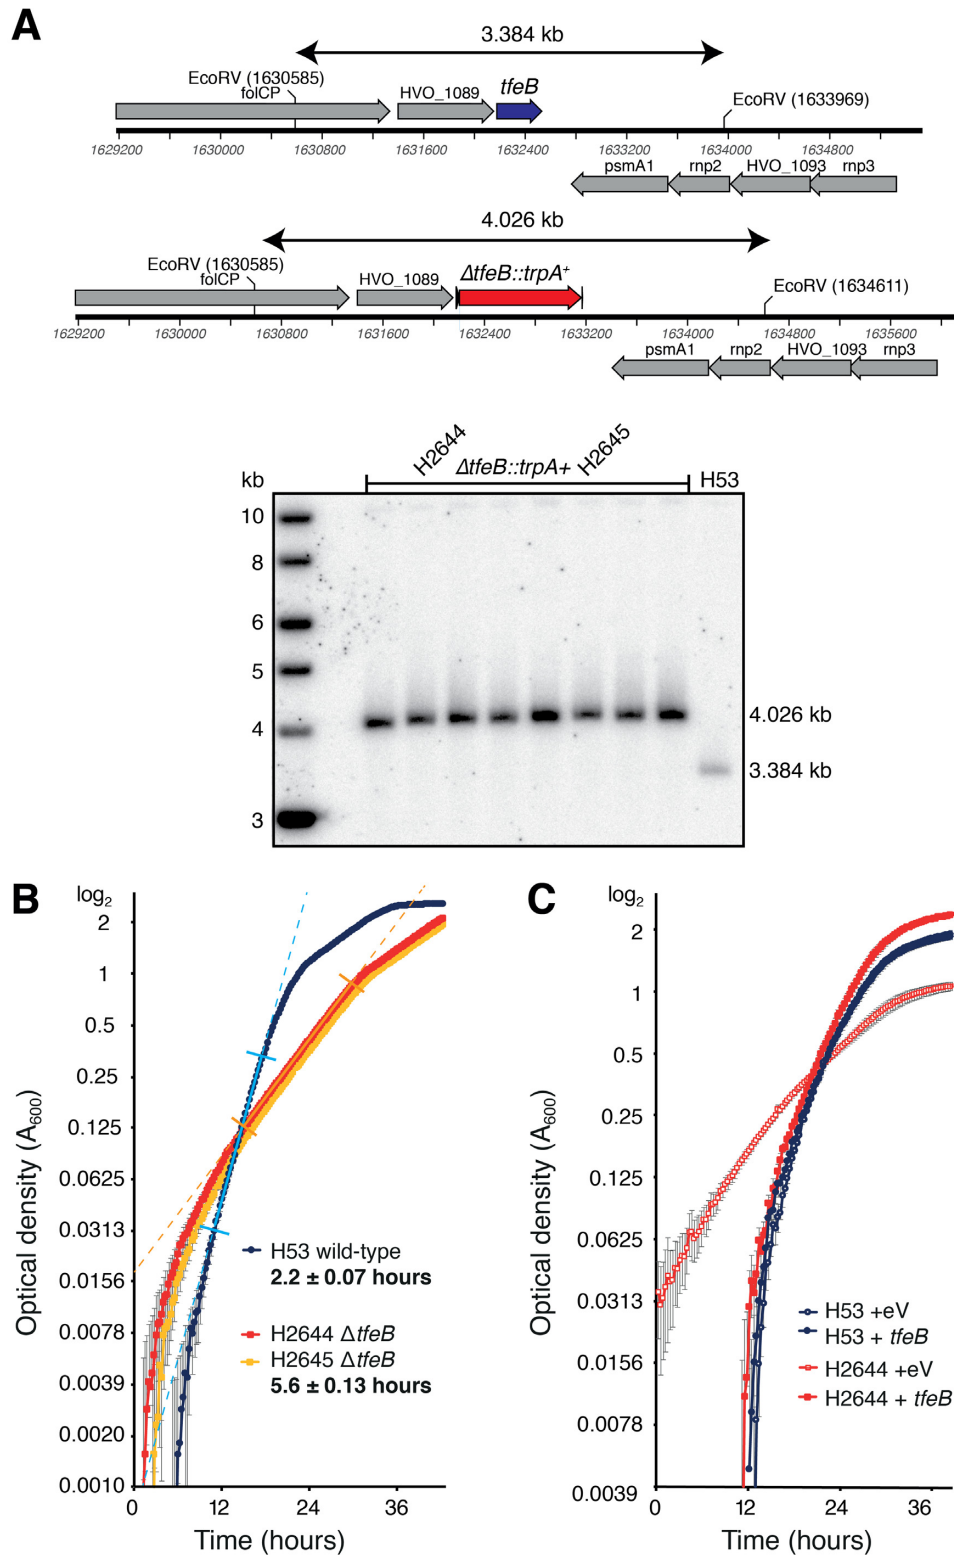 A
3.384 kb
EcoRV (1630585)
folCP
HVO_1089
tfeB
EcoRV (1633969)
1629200 1630000 1630800 1631600 1632400 1633200 1634000 1634800
psmA1 rnp2 HVO_1093 rnp3
4.026 kb
EcoRV (1630585)
folCP
HVO_1089
ΔtfeB::trpA⁺
EcoRV (1634611)
1629200 1630000 1630800 1631600 1632400 1633200 1634000 1634800 1635600
psmA1 rnp2 HVO_1093 rnp3
H2644 H2645
ΔtfeB::trpA+
kb
H53
10
8
6
5
4
3
4.026 kb
3.384 kb
B
log₂
2
1
0.5
0.25
0.125
0.0625
0.0313
0.0156
0.0078
0.0039
0.0020
0.0010
Optical density (A₆₀₀)
H53 wild-type
2.2 ± 0.07 hours
H2644 ΔtfeB
H2645 ΔtfeB
5.6 ± 0.13 hours
0 12 24 36
Time (hours)
C
log₂
2
1
0.5
0.25
0.125
0.0625
0.0313
0.0156
0.0078
0.0039
Optical density (A₆₀₀)
H53 +eV
H53 + tfeB
H2644 +eV
H2644 + tfeB
0 12 24 36
Time (hours)